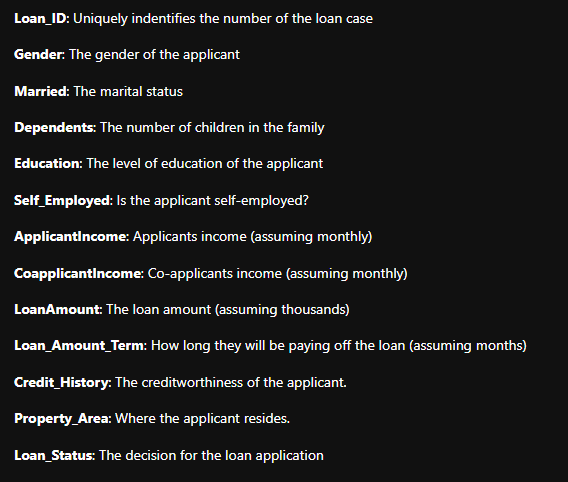 Loan_ID: Uniquely indentifies the number of the loan case
Gender: The gender of the applicant
Married: The marital status
Dependents: The number of children in the family
Education: The level of education of the applicant
Self_Employed: Is the applicant self-employed?
ApplicantIncome: Applicants income (assuming monthly)
CoapplicantIncome: Co-applicants income (assuming monthly)
LoanAmount: The loan amount (assuming thousands)
Loan_Amount_Term: How long they will be paying off the loan (assuming months)
Credit_History: The creditworthiness of the applicant.
Property_Area: Where the applicant resides.
Loan_Status: The decision for the loan application